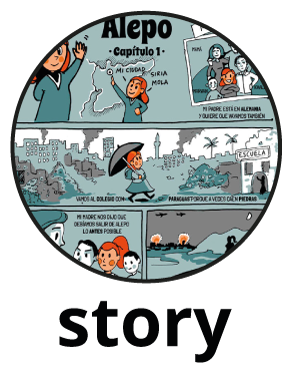 Alepo
· Capítulo 1 ·
MI CIUDAD
SIRIA
MOLA
MAMÁ
MI PADRE ESTÁ EN ALEMANIA
Y QUIERE QUE VAYAMOS TAMBIÉN
ESCUELA
VAMOS AL COLEGIO CON
PARAGUAS PORQUE A VECES CAEN PIEDRAS
MI PADRE NOS DIJO QUE
DEBÍAMOS SALIR DE ALEPO
LO ANTES POSIBLE
story